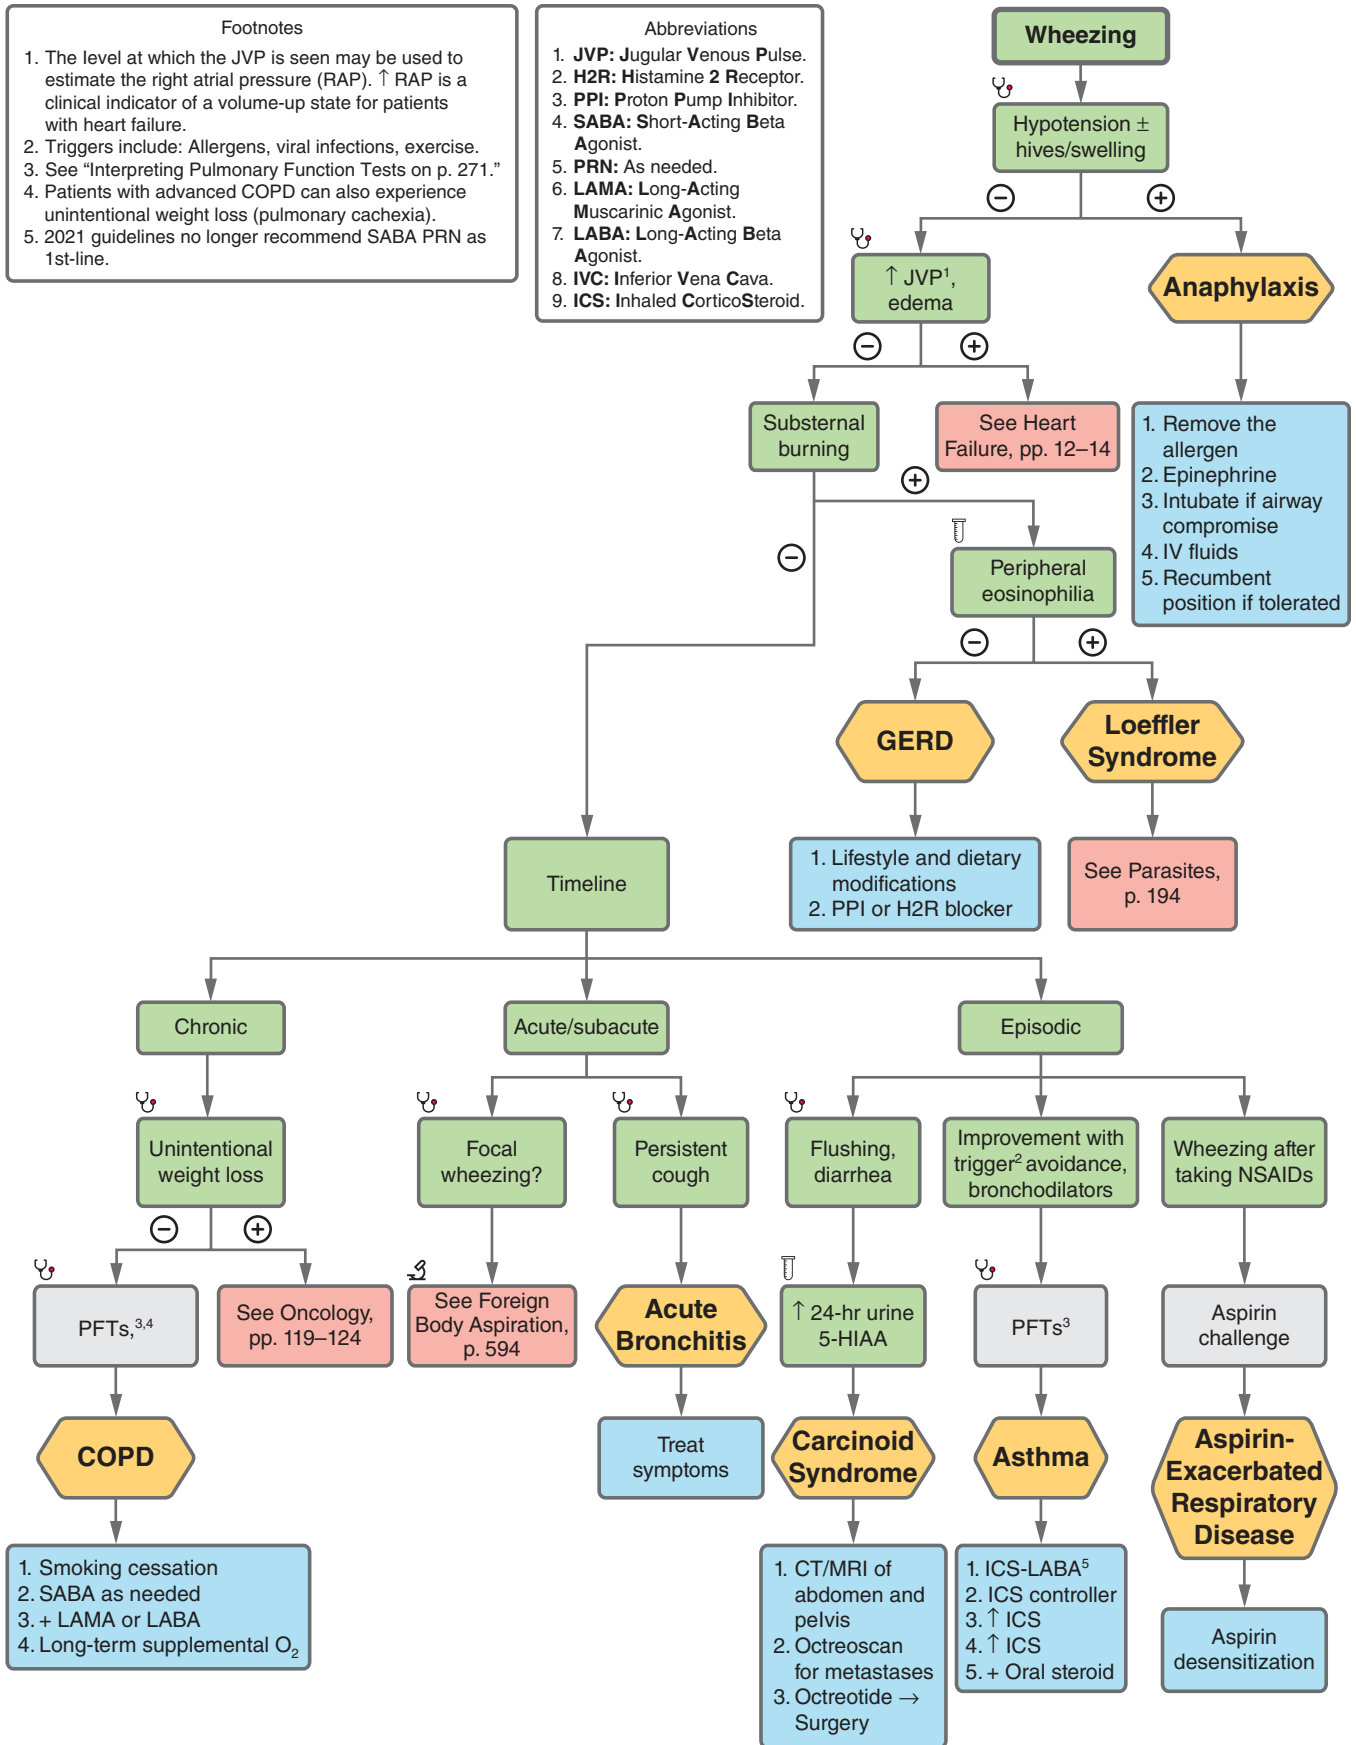 Footnotes
1. The level at which the JVP is seen may be used to
estimate the right atrial pressure (RAP). ↑ RAP is a
clinical indicator of a volume-up state for patients
with heart failure.
2. Triggers include: Allergens, viral infections, exercise.
3. See “Interpreting Pulmonary Function Tests on p. 271.”
4. Patients with advanced COPD can also experience
unintentional weight loss (pulmonary cachexia).
5. 2021 guidelines no longer recommend SABA PRN as
1st-line.
Abbreviations
1. JVP: Jugular Venous Pulse.
2. H2R: Histamine 2 Receptor.
3. PPI: Proton Pump Inhibitor.
4. SABA: Short-Acting Beta
Agonist.
5. PRN: As needed.
6. LAMA: Long-Acting
Muscarinic Agonist.
7. LABA: Long-Acting Beta
Agonist.
8. IVC: Inferior Vena Cava.
9. ICS: Inhaled CorticoSteroid.
Wheezing
Hypotension ±
hives/swelling
−
+
↑ JVP1,
edema
Anaphylaxis
−
+
Substernal
burning
See Heart
Failure, pp. 12–14
1. Remove the
allergen
2. Epinephrine
3. Intubate if airway
compromise
4. IV fluids
5. Recumbent
position if tolerated
+
−
Peripheral
eosinophilia
−
+
GERD
Loeffler
Syndrome
1. Lifestyle and dietary
modifications
2. PPI or H2R blocker
See Parasites,
p. 194
Timeline
Chronic
Acute/subacute
Episodic
Unintentional
weight loss
Focal
wheezing?
Persistent
cough
Flushing,
diarrhea
Improvement with
trigger2 avoidance,
bronchodilators
Wheezing after
taking NSAIDs
−
+
PFTs,3,4
See Oncology,
pp. 119–124
See Foreign
Body Aspiration,
p. 594
Acute
Bronchitis
↑ 24-hr urine
5-HIAA
PFTs3
Aspirin
challenge
COPD
Treat
symptoms
Carcinoid
Syndrome
Asthma
Aspirin-
Exacerbated
Respiratory
Disease
1. Smoking cessation
2. SABA as needed
3. + LAMA or LABA
4. Long-term supplemental O2
1. CT/MRI of
abdomen and
pelvis
2. Octreoscan
for metastases
3. Octreotide →
Surgery
1. ICS-LABA5
2. ICS controller
3. ↑ ICS
4. ↑ ICS
5. + Oral steroid
Aspirin
desensitization